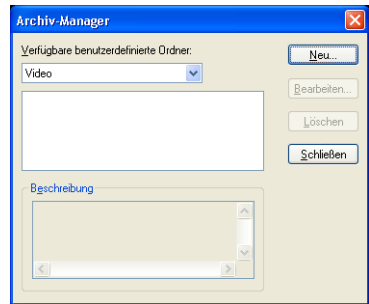 Archiv-Manager
Verfügbare benutzerdefinierte Ordner:
Video
Neu...
Bearbeiten...
Löschen
Schließen
Beschreibung